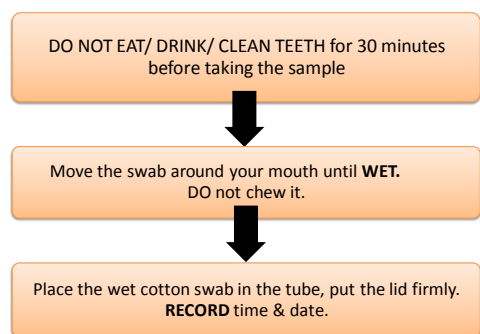 DO NOT EAT/ DRINK/ CLEAN TEETH for 30 minutes
before taking the sample
Move the swab around your mouth until WET.
DO not chew it.
Place the wet cotton swab in the tube, put the lid firmly.
RECORD time & date.